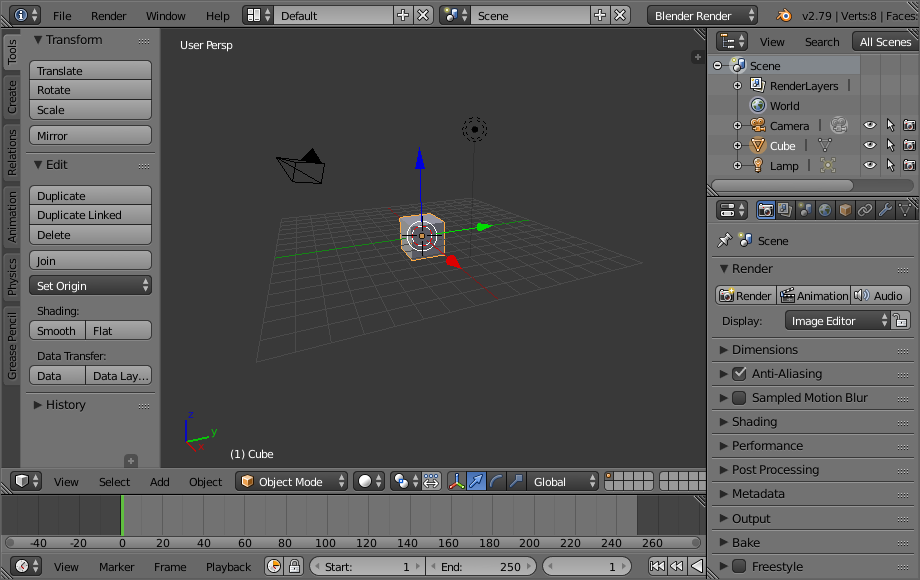 File Render Window Help Default Scene Blender Render v2.79 | Verts:8 | Faces:
Tools
Create
Relations
Animation
Physics
Grease Pencil
Transform
Translate
Rotate
Scale
Mirror
Edit
Duplicate
Duplicate Linked
Delete
Join
Set Origin
Shading:
Smooth Flat
Data Transfer:
Data Data Lay...
History
User Persp
z
y
x
(1) Cube
View Select Add Object Object Mode Global
-40 -20 0 20 40 60 80 100 120 140 160 180 200 220 240 260
View Marker Frame Playback Start: 1 End: 250 1
View Search All Scenes
Scene
RenderLayers
World
Camera
Cube
Lamp
Scene
Render
Render Animation Audio
Display: Image Editor
Dimensions
Anti-Aliasing
Sampled Motion Blur
Shading
Performance
Post Processing
Metadata
Output
Bake
Freestyle